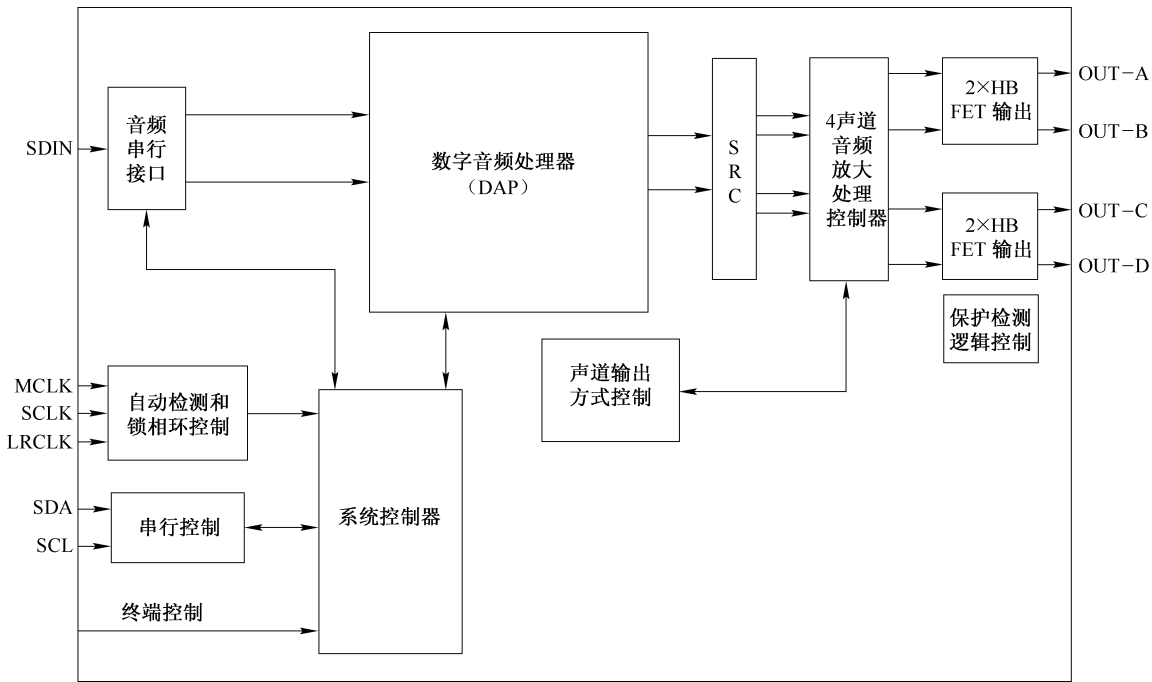 SDIN
音频
串行
接口
数字音频处理器
（DAP）
S
R
C
4声道
音频
放大
处理
控制器
2×HB
FET 输出
OUT−A
OUT−B
2×HB
FET 输出
OUT−C
OUT−D
保护检测
逻辑控制
声道输出
方式控制
MCLK
SCLK
LRCLK
自动检测和
锁相环控制
SDA
SCL
串行控制
系统控制器
终端控制